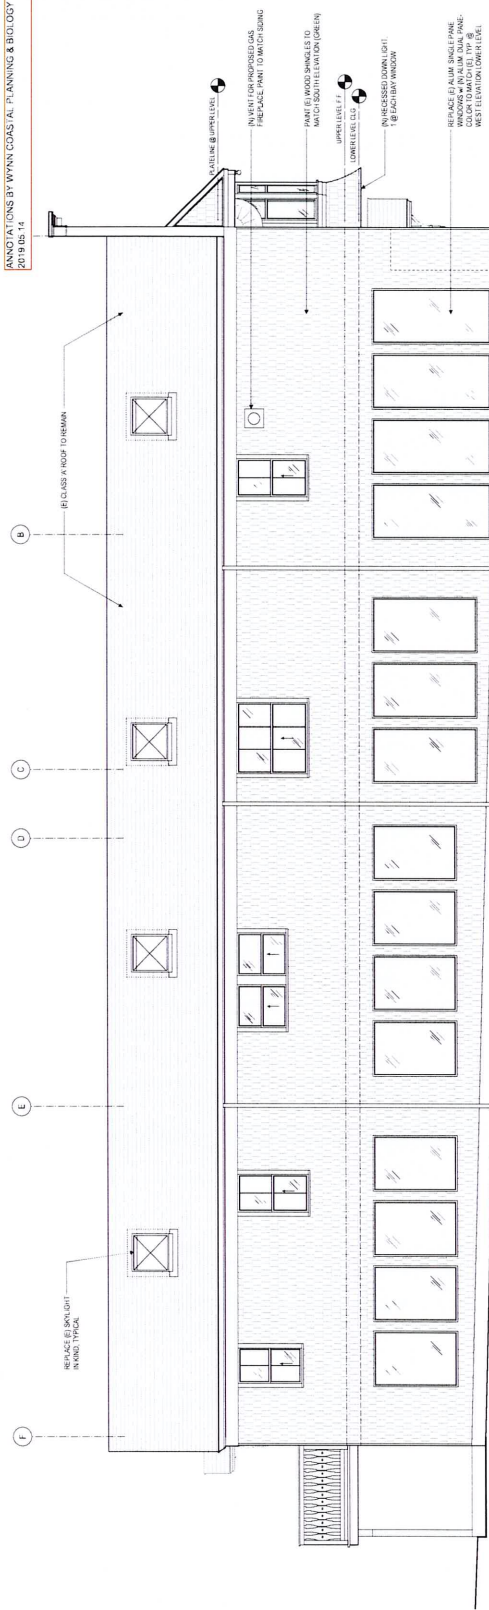 ANNOTATIONS BY WYNN COASTAL PLANNING & BIOLOGY
2019 05 14
F
E
D
C
B
REPLACE (E) SKYLIGHT
IN KIND, TYPICAL
(E) CLASS 'A' ROOF TO REMAIN
PLATELINE @ UPPER LEVEL
(N) VENT FOR PROPOSED GAS
FIREPLACE, PAINT TO MATCH SIDING
PAINT (E) WOOD SHINGLES TO
MATCH SOUTH ELEVATION (GREEN)
UPPER LEVEL F.F.
LOWER LEVEL CLG
(N) RECESSED DOWN LIGHT,
1 @ EACH BAY WINDOW
REPLACE (E) ALUM. SINGLE PANE
WINDOWS w/ (N) ALUM. DUAL PANE-
COLOR TO MATCH (E), TYP. @
WEST ELEVATION LOWER LEVEL